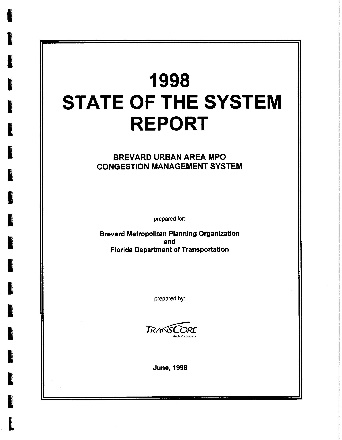 1998
STATE OF THE SYSTEM
REPORT
BREVARD URBAN AREA MPO
CONGESTION MANAGEMENT SYSTEM
prepared for:
Brevard Metropolitan Planning Organization
and
Florida Department of Transportation
prepared by:
TRANSCORE
June, 1998